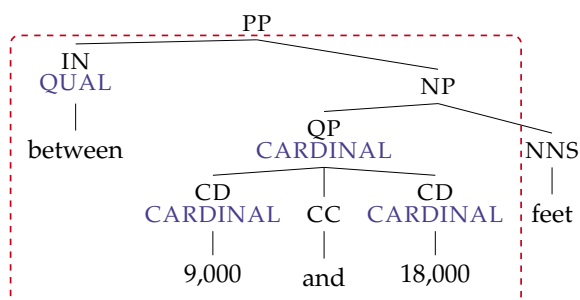 PP
IN
QUAL
NP
between
QP
CARDINAL
NNS
CD
CARDINAL
CC
CD
CARDINAL
feet
9,000 and 18,000